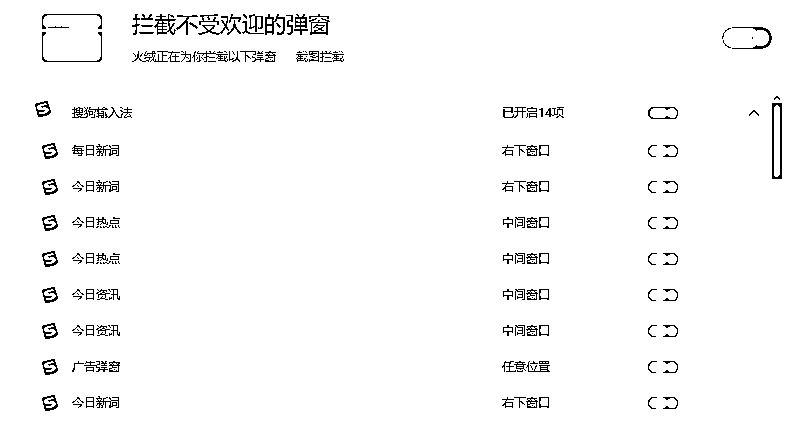 拦截不受欢迎的弹窗
火绒正在为你拦截以下弹窗 截图拦截
搜狗输入法 已开启14项
每日新词 右下窗口
今日新词 右下窗口
今日热点 中间窗口
今日热点 中间窗口
今日资讯 中间窗口
今日资讯 中间窗口
广告弹窗 任意位置
今日新词 右下窗口